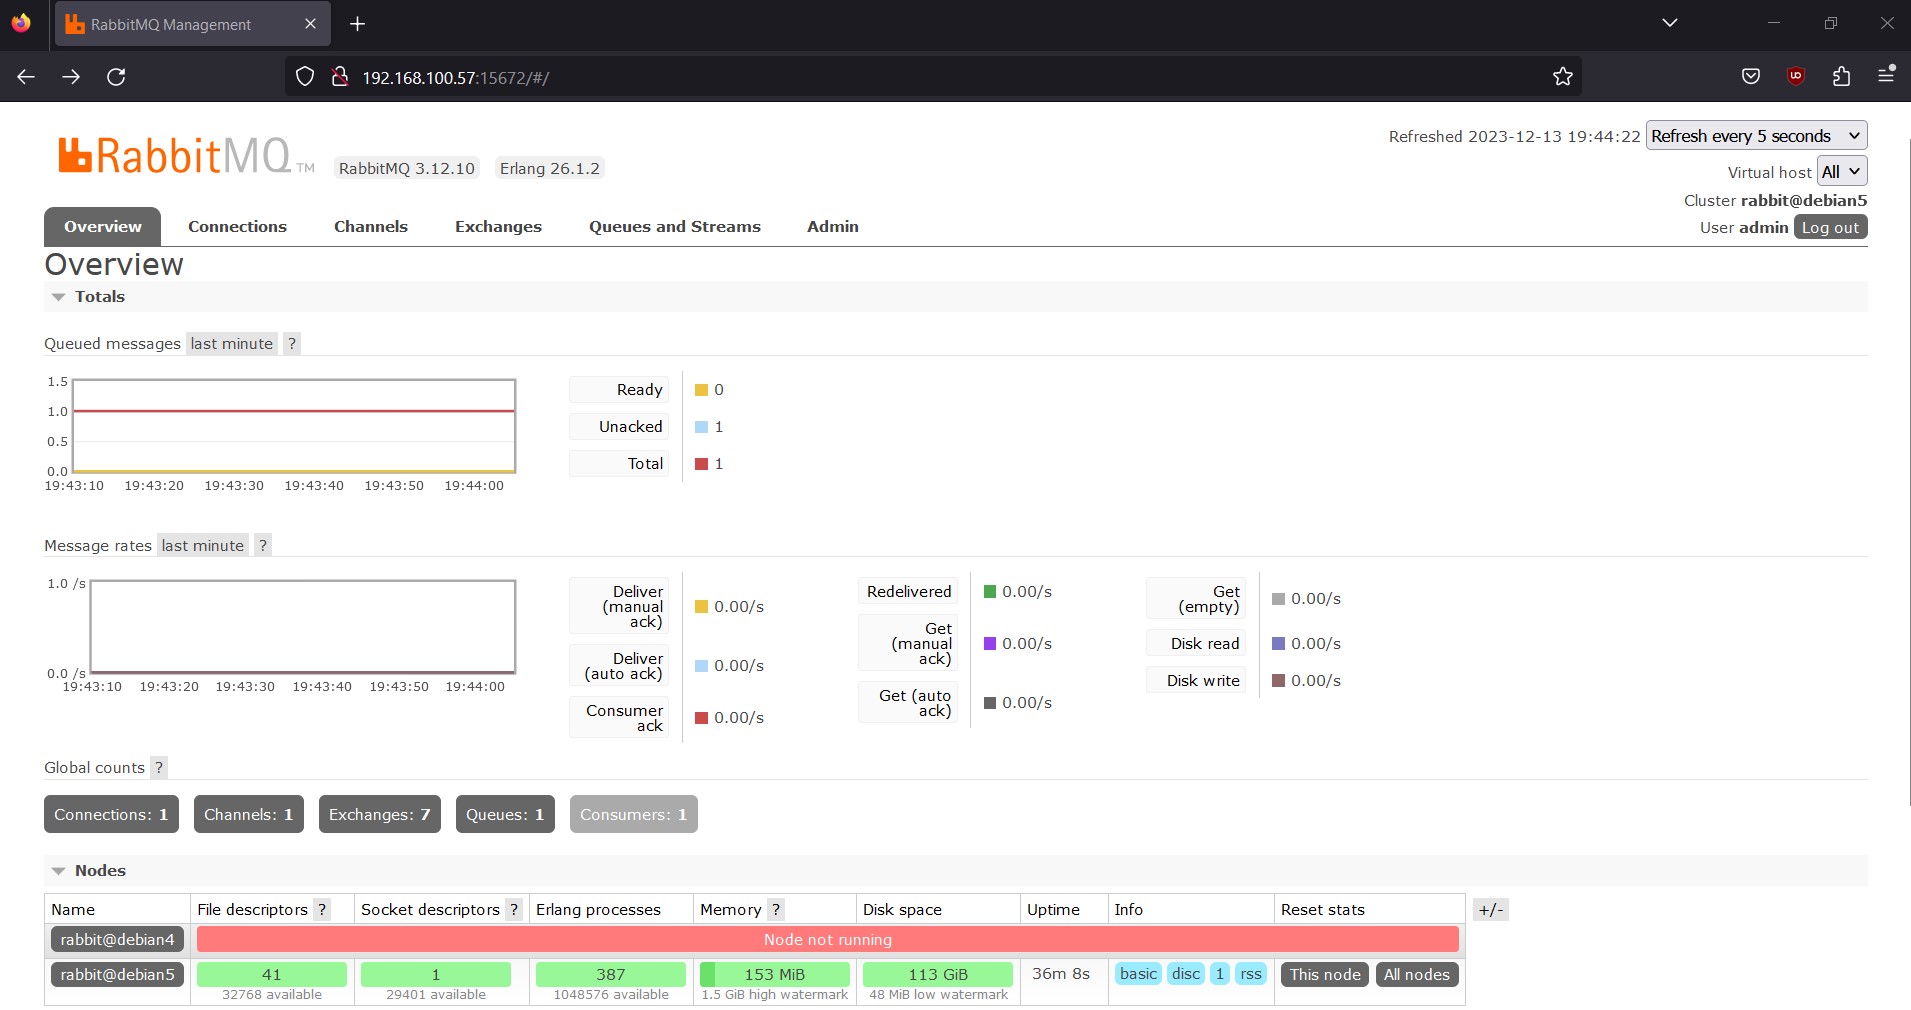 RabbitMQ Management
192.168.100.57:15672/#/
RabbitMQ TM RabbitMQ 3.12.10 Erlang 26.1.2
Refreshed 2023-12-13 19:44:22 Refresh every 5 seconds
Virtual host All
Cluster rabbit@debian5
User admin Log out
Overview Connections Channels Exchanges Queues and Streams Admin
Overview
Totals
Queued messages last minute ?
1.5
1.0
0.5
0.0
19:43:10 19:43:20 19:43:30 19:43:40 19:43:50 19:44:00
Ready 0
Unacked 1
Total 1
Message rates last minute ?
1.0 /s
0.0 /s
19:43:10 19:43:20 19:43:30 19:43:40 19:43:50 19:44:00
Deliver
(manual
ack)
0.00/s
Deliver
(auto ack)
0.00/s
Consumer
ack
0.00/s
Redelivered 0.00/s
Get
(manual
ack)
0.00/s
Get (auto
ack)
0.00/s
Get
(empty)
0.00/s
Disk read 0.00/s
Disk write 0.00/s
Global counts ?
Connections: 1 Channels: 1 Exchanges: 7 Queues: 1 Consumers: 1
Nodes
Name File descriptors ? Socket descriptors ? Erlang processes Memory ? Disk space Uptime Info Reset stats +/-
rabbit@debian4 Node not running
rabbit@debian5 41 1 387 153 MiB 113 GiB 36m 8s basic disc 1 rss This node All nodes
32768 available 29401 available 1048576 available 1.5 GiB high watermark 48 MiB low watermark